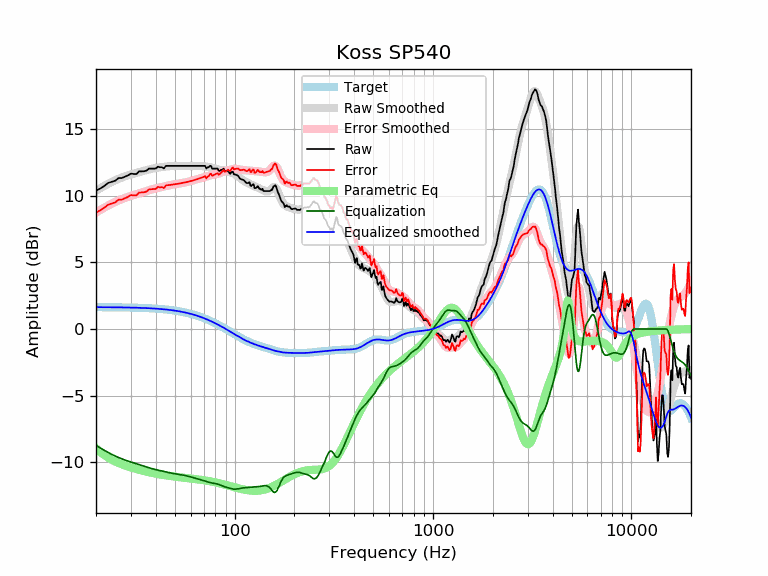 Koss SP540
Target
Raw Smoothed
Error Smoothed
Raw
Error
Parametric Eq
Equalization
Equalized smoothed
15
10
5
0
−5
−10
Amplitude (dBr)
100
1000
10000
Frequency (Hz)